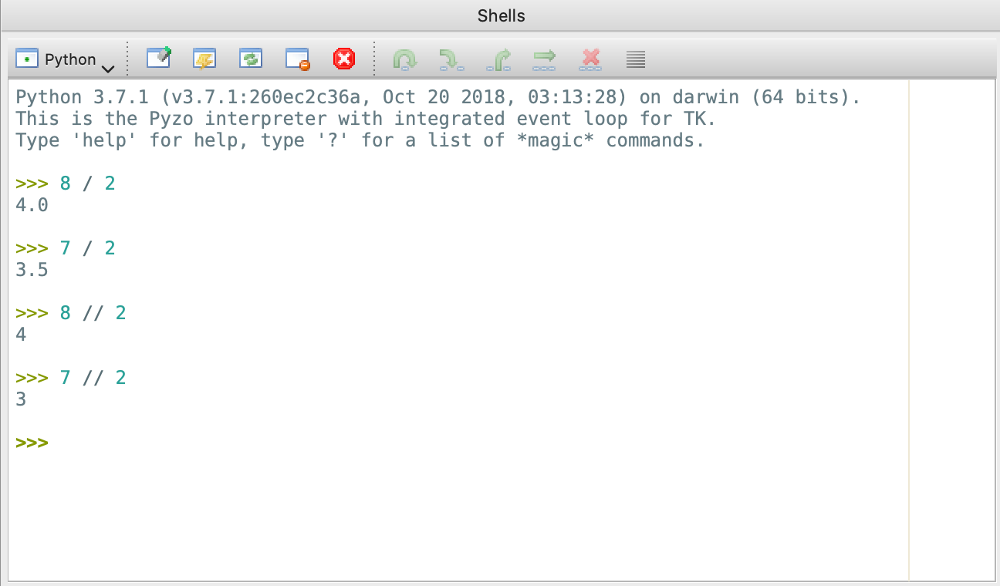 Shells
Python
Python 3.7.1 (v3.7.1:260ec2c36a, Oct 20 2018, 03:13:28) on darwin (64 bits).
This is the Pyzo interpreter with integrated event loop for TK.
Type 'help' for help, type '?' for a list of *magic* commands.
>>> 8 / 2
4.0
>>> 7 / 2
3.5
>>> 8 // 2
4
>>> 7 // 2
3
>>>